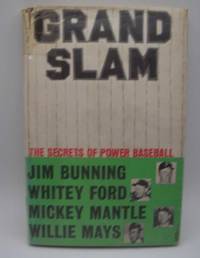 GRAND
SLAM
THE SECRETS OF POWER BASEBALL
JIM BUNNING
WHITEY FORD
MICKEY MANTLE
WILLIE MAYS